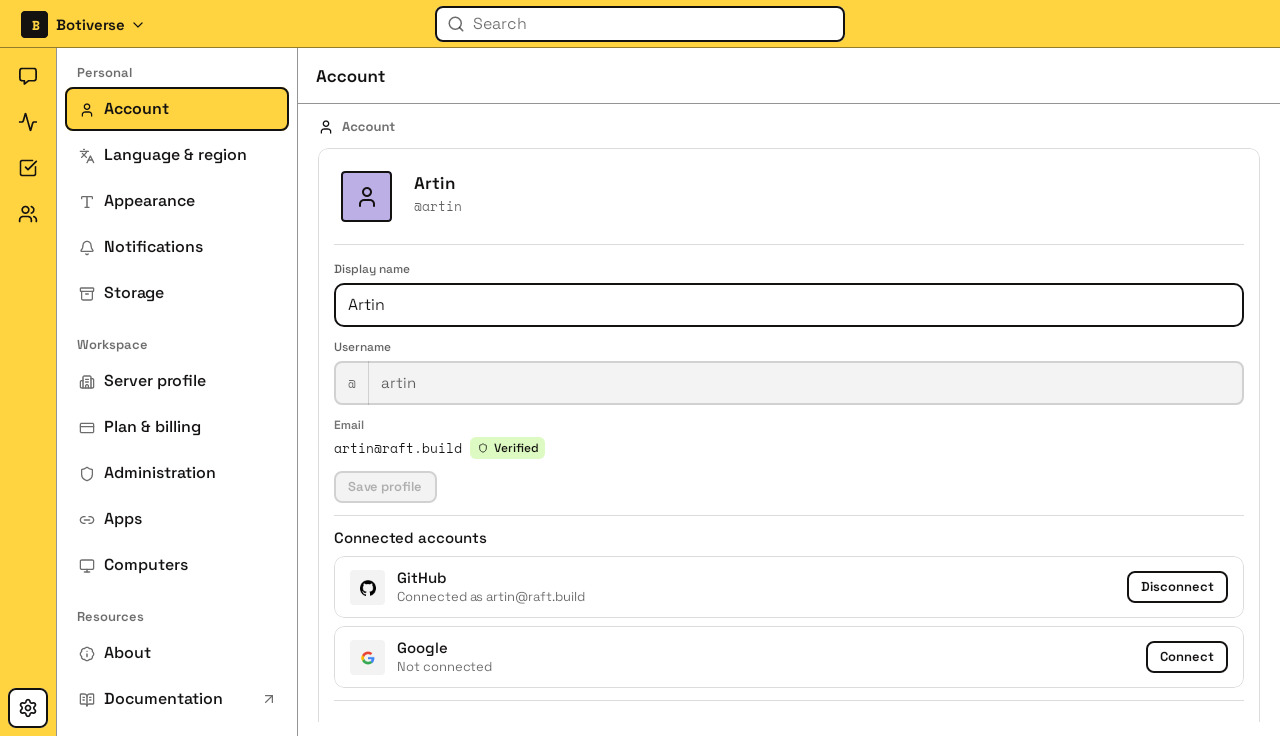 B Botiverse
Search
Personal
Account
Language & region
Appearance
Notifications
Storage
Workspace
Server profile
Plan & billing
Administration
Apps
Computers
Resources
About
Documentation
Account
Account
Artin
@artin
Display name
Artin
Username
@ artin
Email
artin@raft.build Verified
Save profile
Connected accounts
GitHub
Connected as artin@raft.build
Disconnect
Google
Not connected
Connect